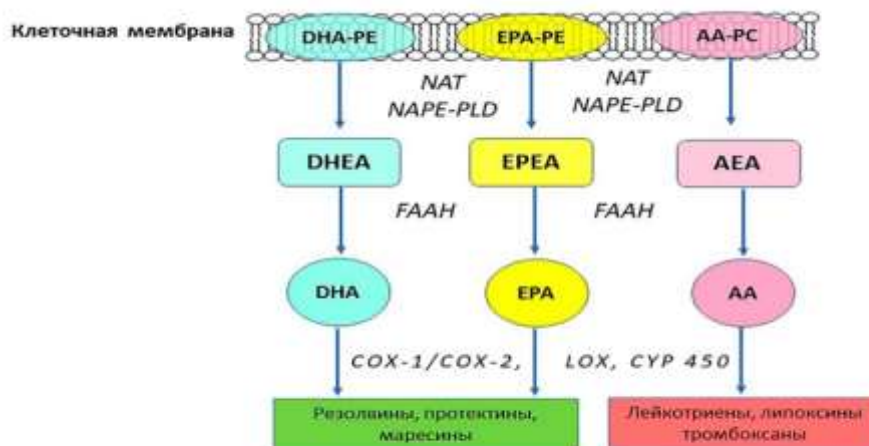 Клеточная мембрана
DHA-PE
EPA-PE
AA-PC
NAT
NAPE-PLD
NAT
NAPE-PLD
DHEA
EPEA
AEA
FAAH
FAAH
DHA
EPA
AA
COX-1/COX-2,
LOX, CYP 450
Резолвины, протектины,
маресины
Лейкотриены, липоксины
тромбоксаны